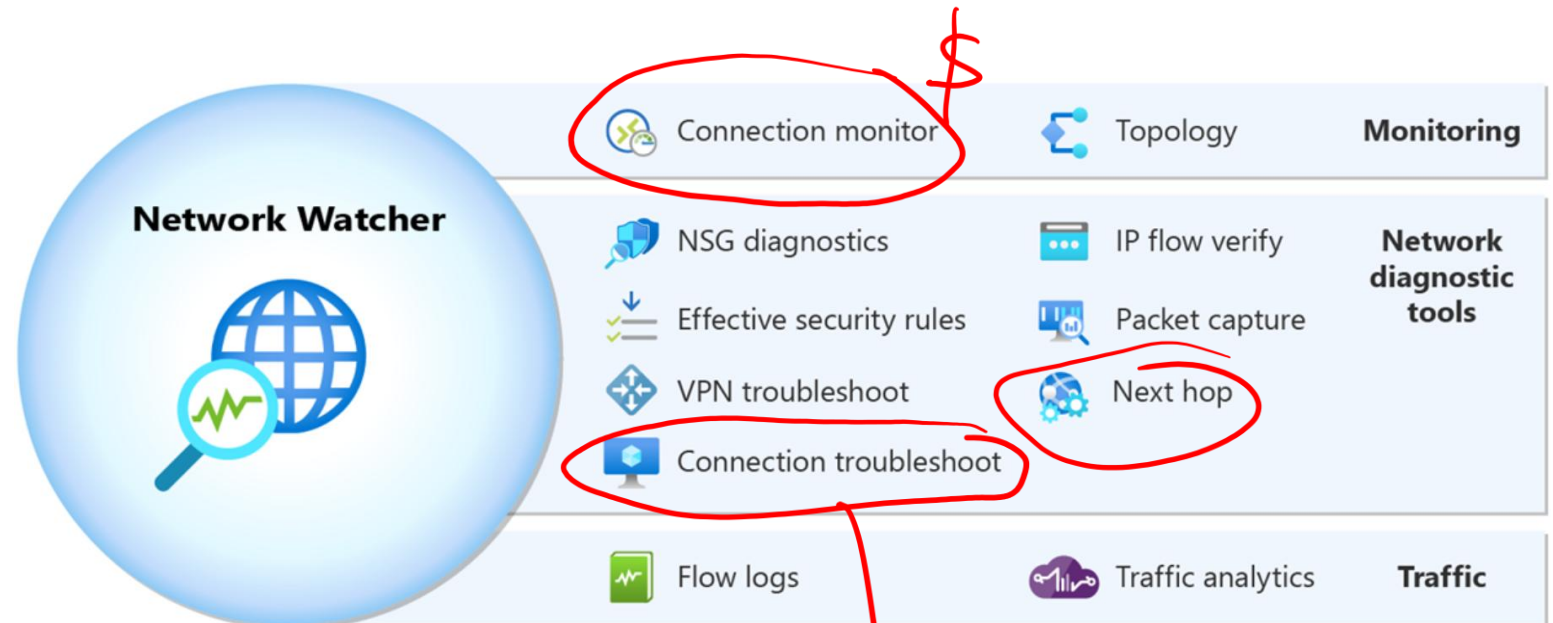 $
Connection monitor
Topology
Monitoring
Network Watcher
NSG diagnostics
IP flow verify
Network
diagnostic
tools
Effective security rules
Packet capture
VPN troubleshoot
Next hop
Connection troubleshoot
Flow logs
Traffic analytics
Traffic